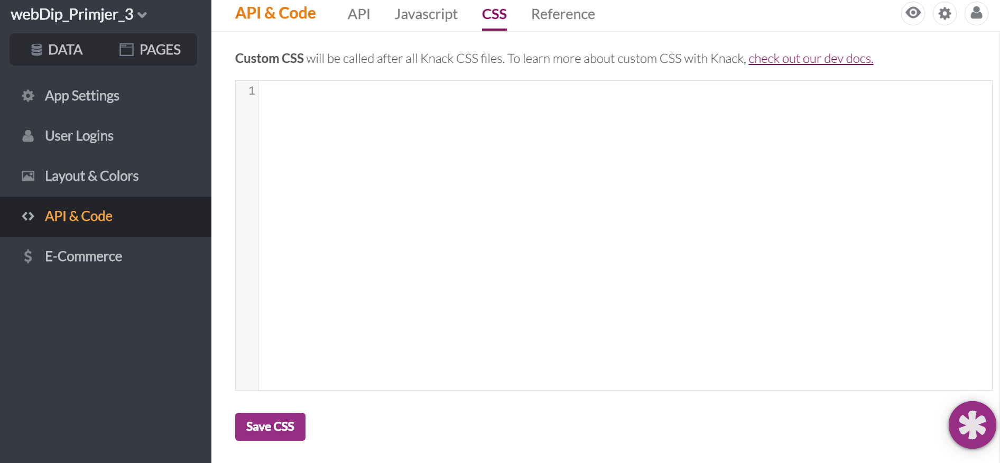 webDip_Primjer_3
DATA PAGES
App Settings
User Logins
Layout & Colors
API & Code
E-Commerce
API & Code API Javascript CSS Reference
Custom CSS will be called after all Knack CSS files. To learn more about custom CSS with Knack, check out our dev docs.
1
Save CSS